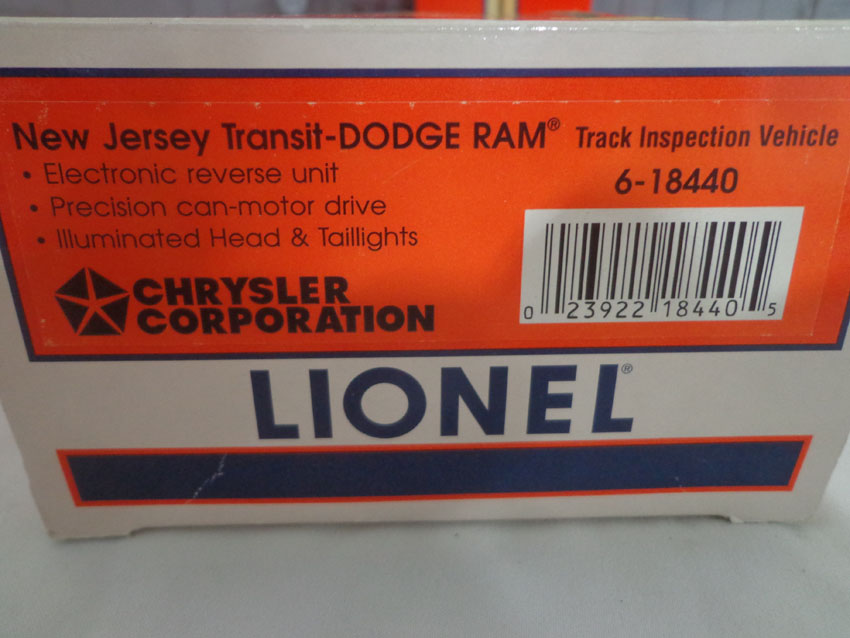 New Jersey Transit-DODGE RAM® Track Inspection Vehicle
• Electronic reverse unit
• Precision can-motor drive
• Illuminated Head & Taillights
6-18440
0 23922 18440 5
CHRYSLER
CORPORATION
LIONEL®